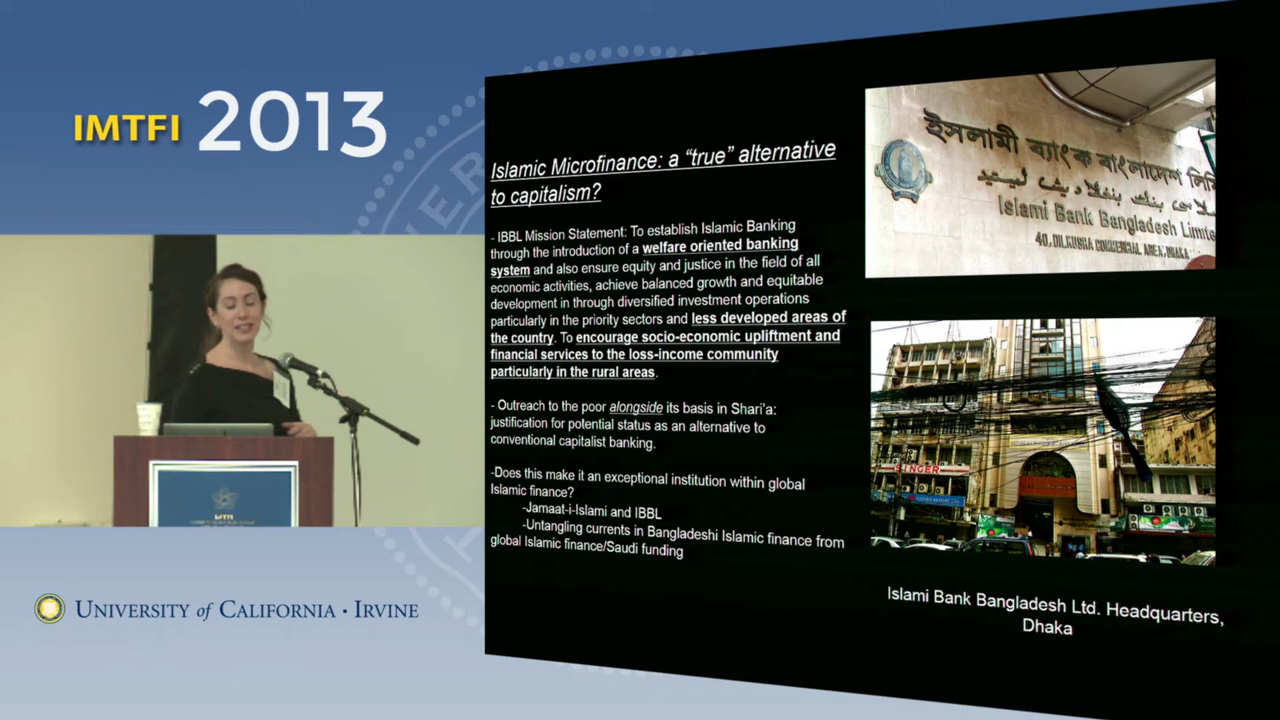 IMTFI 2013
Islamic Microfinance: a “true” alternative
to capitalism?
- IBBL Mission Statement: To establish Islamic Banking
through the introduction of a welfare oriented banking
system and also ensure equity and justice in the field of all
economic activities, achieve balanced growth and equitable
development in through diversified investment operations
particularly in the priority sectors and less developed areas of
the country. To encourage socio-economic upliftment and
financial services to the loss-income community
particularly in the rural areas.
- Outreach to the poor alongside its basis in Shari’a:
justification for potential status as an alternative to
conventional capitalist banking.
-Does this make it an exceptional institution within global
Islamic finance?
-Jamaat-i-Islami and IBBL
-Untangling currents in Bangladeshi Islamic finance from
global Islamic finance/Saudi funding
ইসলামী ব্যাংক বাংলাদেশ লি
Islami Bank Bangladesh Limite
40, DILKUSHA COMMERCIAL AREA, DHAKA
SINGER
Islami Bank Bangladesh Ltd. Headquarters,
Dhaka
IMTFI
UNIVERSITY of CALIFORNIA · IRVINE